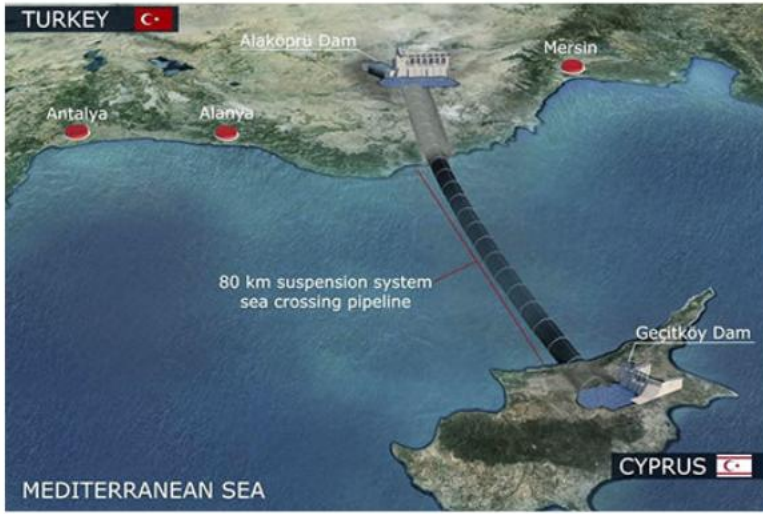 TURKEY
Alaköprü Dam
Mersin
Antalya
Alanya
80 km suspension system
sea crossing pipeline
Geçitköy Dam
CYPRUS
MEDITERRANEAN SEA